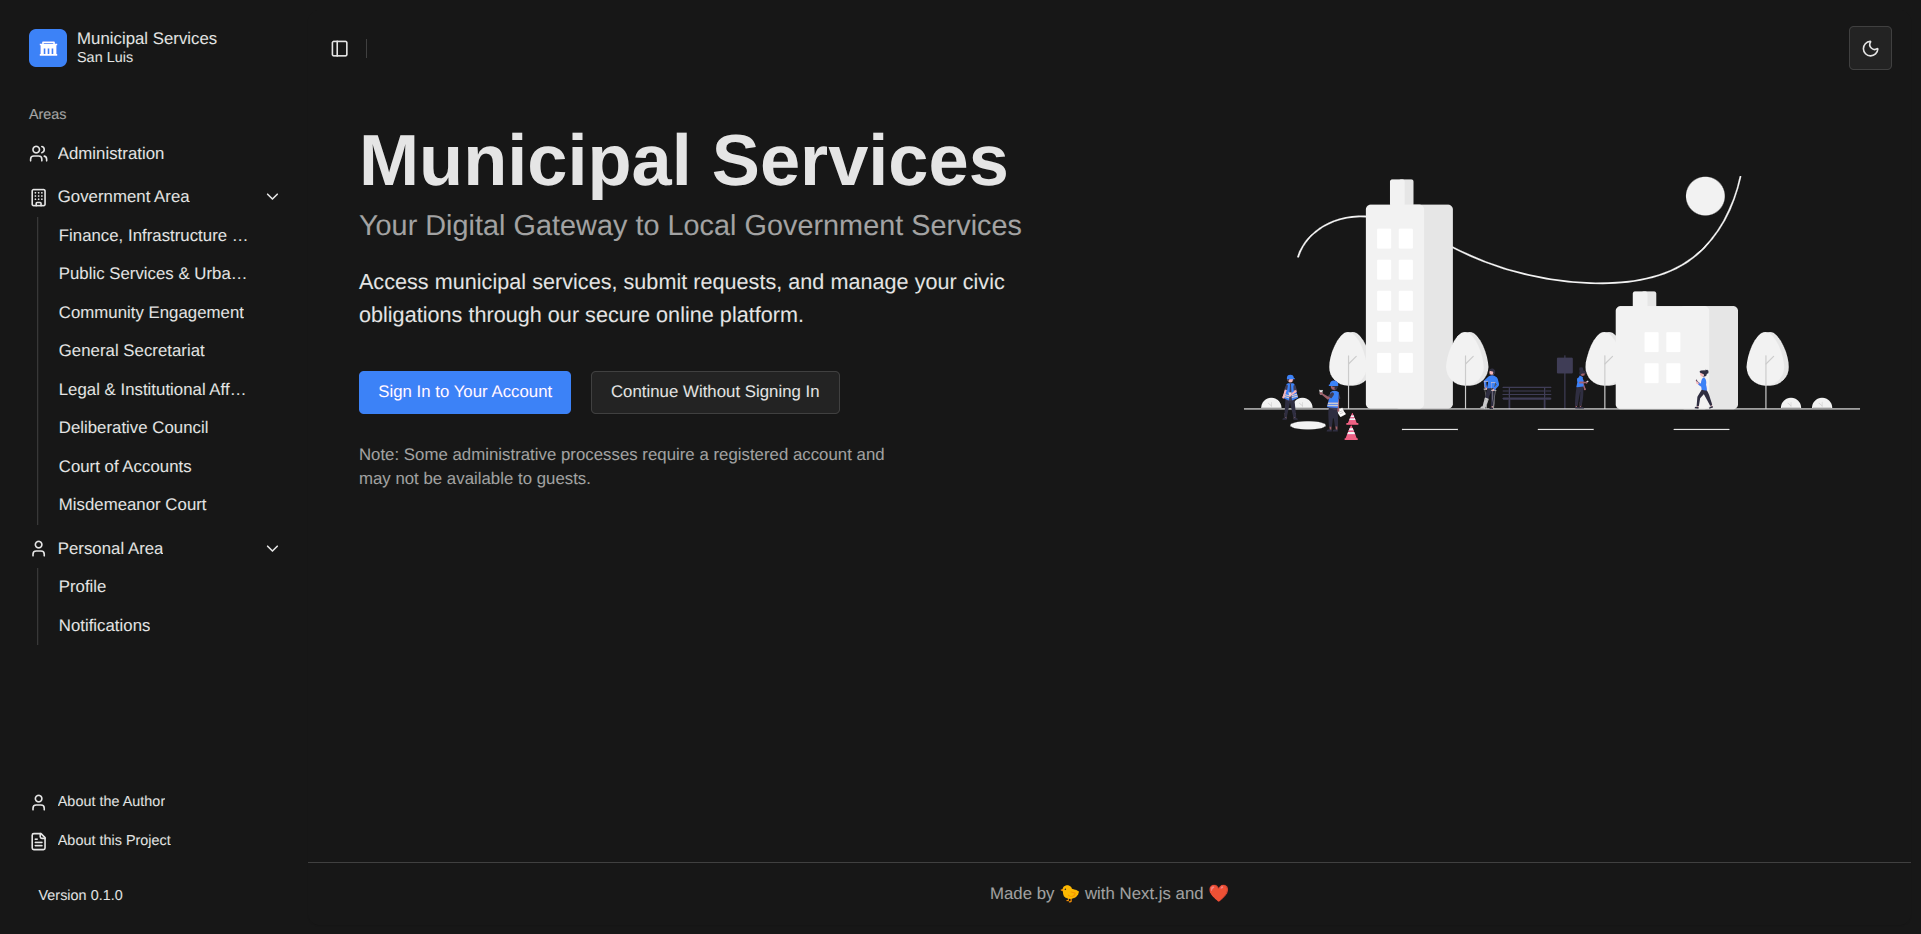 Municipal Services
San Luis
Areas
Administration
Government Area
Finance, Infrastructure …
Public Services & Urba…
Community Engagement
General Secretariat
Legal & Institutional Aff…
Deliberative Council
Court of Accounts
Misdemeanor Court
Personal Area
Profile
Notifications
About the Author
About this Project
Version 0.1.0
Municipal Services
Your Digital Gateway to Local Government Services
Access municipal services, submit requests, and manage your civic
obligations through our secure online platform.
Sign In to Your Account
Continue Without Signing In
Note: Some administrative processes require a registered account and
may not be available to guests.
Made by 🐤 with Next.js and ❤️